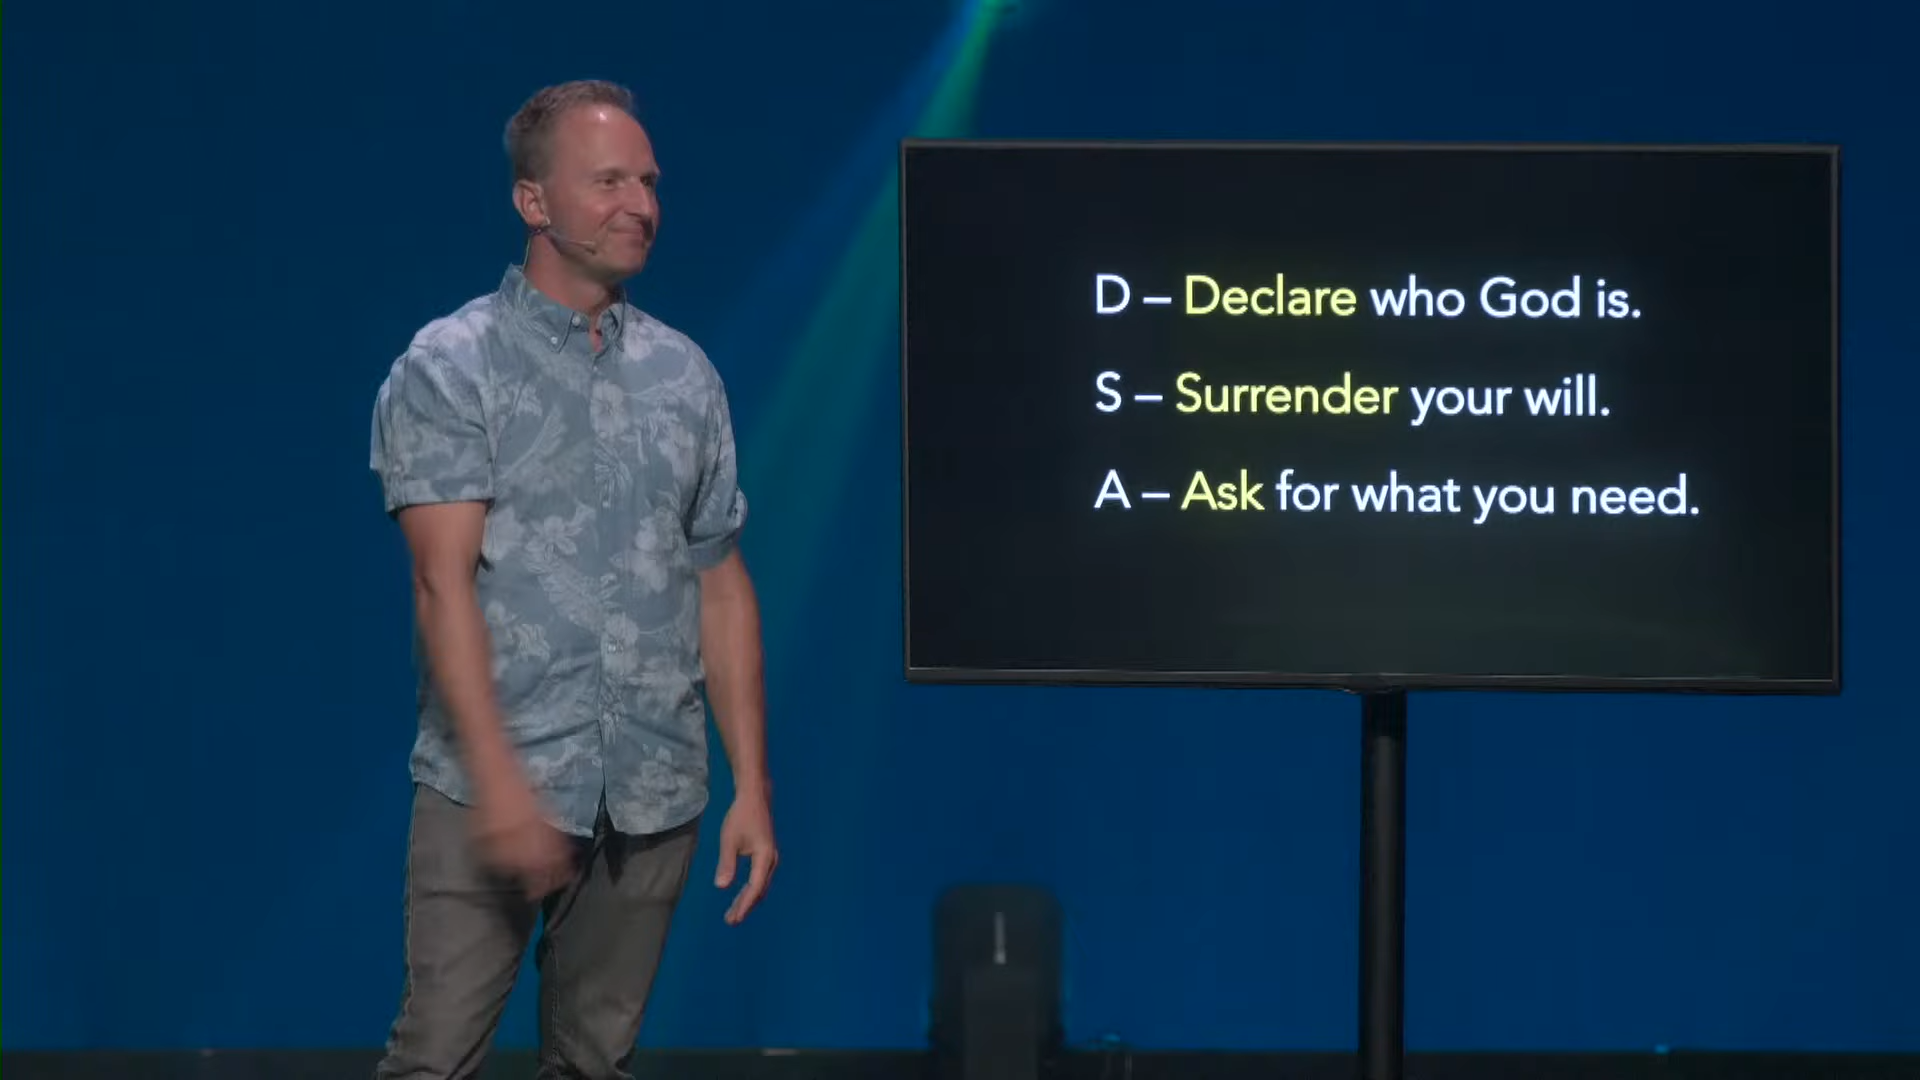 D – Declare who God is.
S – Surrender your will.
A – Ask for what you need.